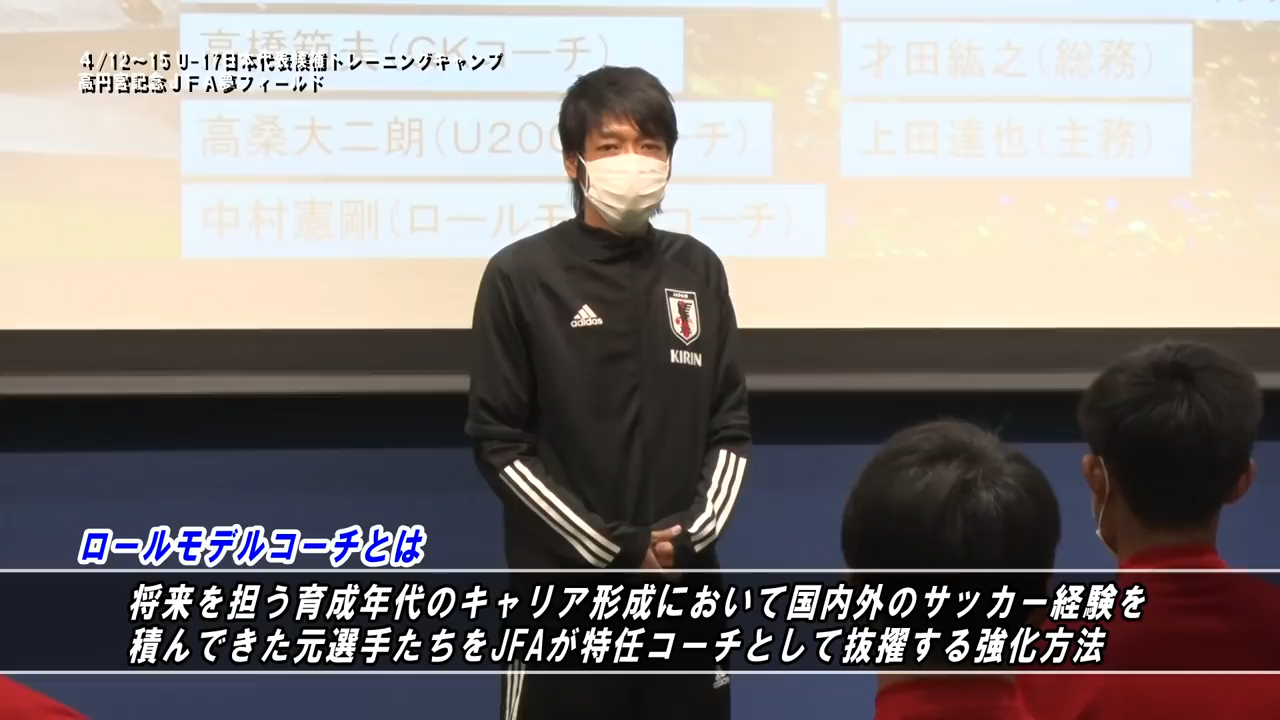 4/12～15 U-17日本代表候補トレーニングキャンプ
高円宮記念JFA夢フィールド
高橋範夫(GKコーチ)
高桑大二朗(U20
ーチ)
中村憲剛(ロールモ
コーチ)
才田紘之(総務)
上田達也(主務)
adidas
JAPAN
KIRIN
ロールモデルコーチとは
将来を担う育成年代のキャリア形成において国内外のサッカー経験を
積んできた元選手たちをJFAが特任コーチとして抜擢する強化方法
adidas